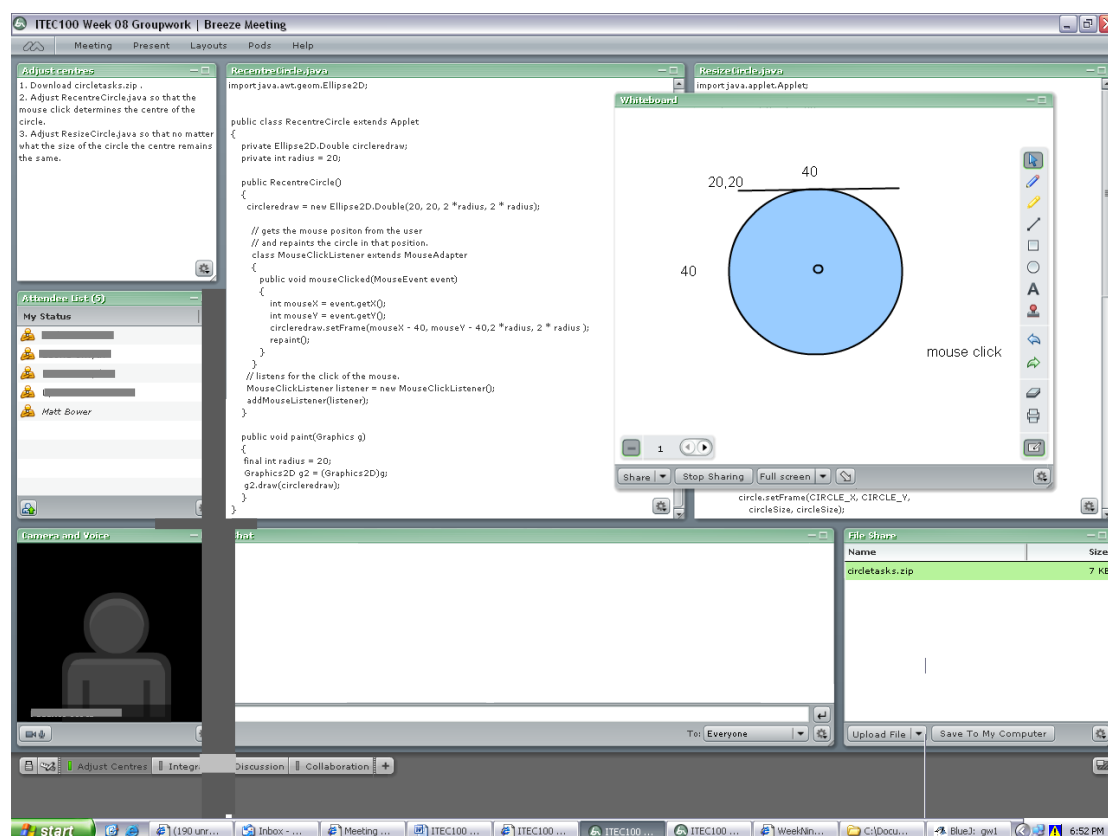 ITEC100 Week 08 Groupwork | Breeze Meeting
Meeting Present Layouts Pods Help
Adjust centres
1. Download circletasks.zip .
2. Adjust RecentreCircle.java so that the
mouse click determines the centre of the
circle.
3. Adjust ResizeCircle.java so that no matter
what the size of the circle the centre remains
the same.
Attendee List (5)
My Status
Matt Bower
RecentreCircle.java
import java.awt.geom.Ellipse2D;
public class RecentreCircle extends Applet
{
private Ellipse2D.Double circleredraw;
private int radius = 20;
public RecentreCircle()
{
circleredraw = new Ellipse2D.Double(20, 20, 2 *radius, 2 * radius);
// gets the mouse positon from the user
// and repaints the circle in that position.
class MouseClickListener extends MouseAdapter
{
public void mouseClicked(MouseEvent event)
{
int mouseX = event.getX();
int mouseY = event.getY();
circleredraw.setFrame(mouseX - 40, mouseY - 40,2 *radius, 2 * radius );
repaint();
}
}
// listens for the click of the mouse.
MouseClickListener listener = new MouseClickListener();
addMouseListener(listener);
}
public void paint(Graphics g)
{
final int radius = 20;
Graphics2D g2 = (Graphics2D)g;
g2.draw(circleredraw);
}
}
ResizeCircle.java
import java.applet.Applet;
Whiteboard
40
20,20
40
mouse click
A
1
Share Stop Sharing Full screen
circle.setFrame(CIRCLE_X, CIRCLE_Y,
circleSize, circleSize);
Camera and Voice
hat
To: Everyone
File Share
Name Size
circletasks.zip 7 KB
Upload File Save To My Computer
Adjust Centres Integr Discussion Collaboration +
start (190 unr... Inbox - ... Meeting ... ITEC100 ... ITEC100 ... ITEC100 ... ITEC100 ... WeekNin... C:\Docu... BlueJ: gw1 6:52 PM